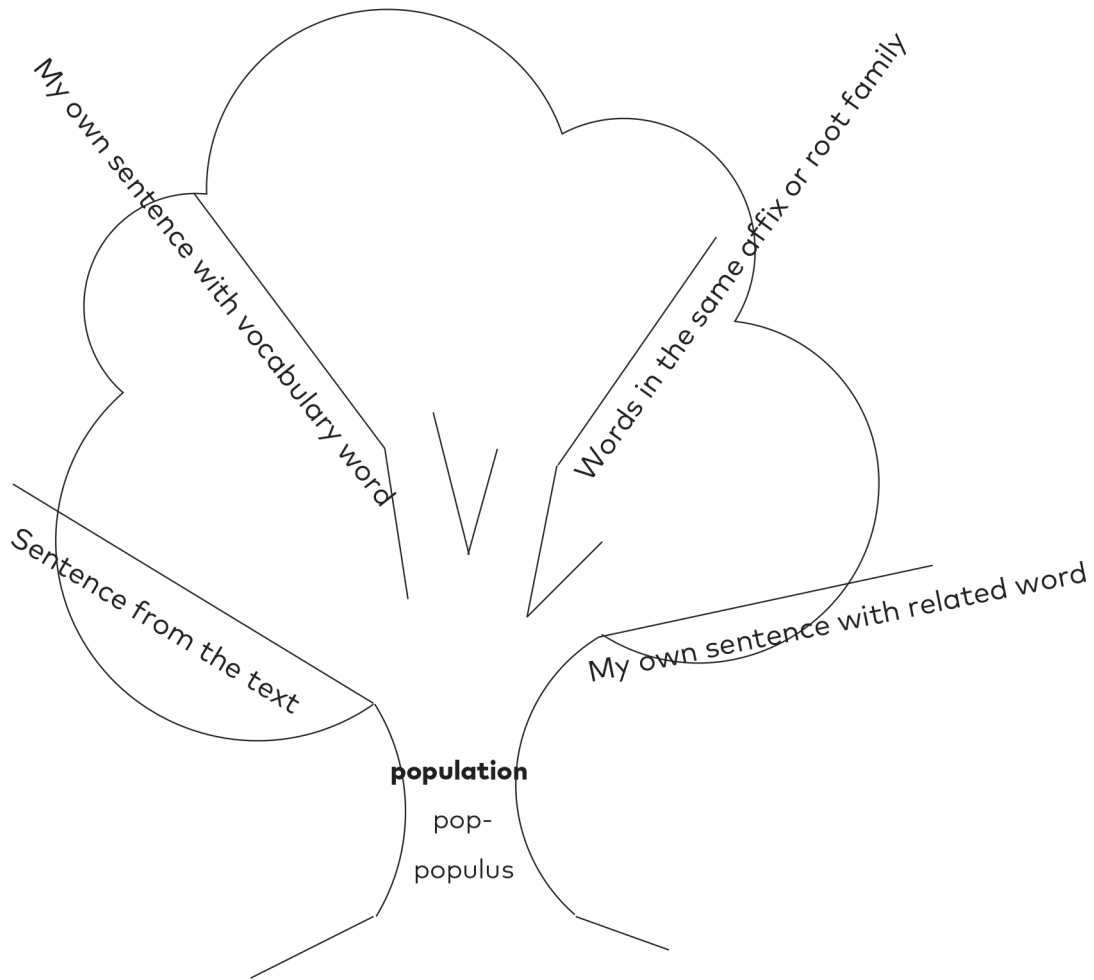 My own sentence with vocabulary word
Words in the same affix or root family
Sentence from the text
My own sentence with related word
population
pop-
populus